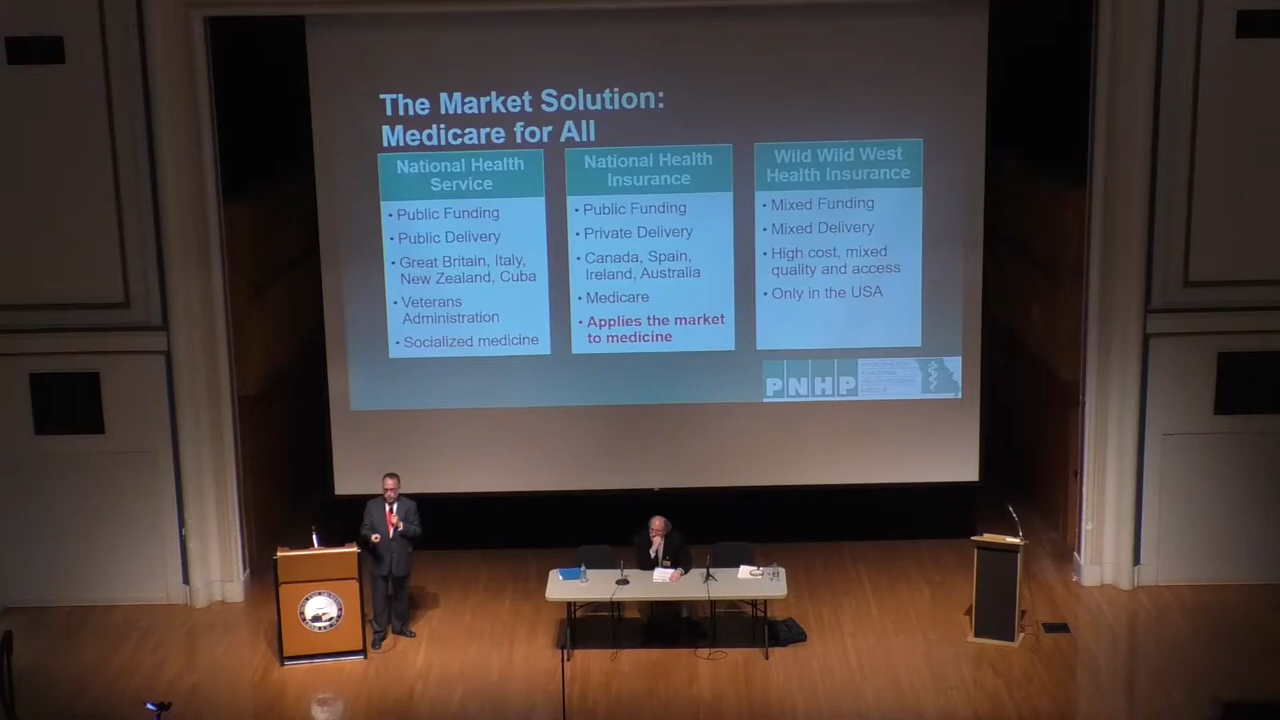 The Market Solution:
Medicare for All
National Health
Service
• Public Funding
• Public Delivery
• Great Britain, Italy,
New Zealand, Cuba
• Veterans
Administration
• Socialized medicine
National Health
Insurance
• Public Funding
• Private Delivery
• Canada, Spain,
Ireland, Australia
• Medicare
• Applies the market
to medicine
Wild Wild West
Health Insurance
• Mixed Funding
• Mixed Delivery
• High cost, mixed
quality and access
• Only in the USA
PNHP